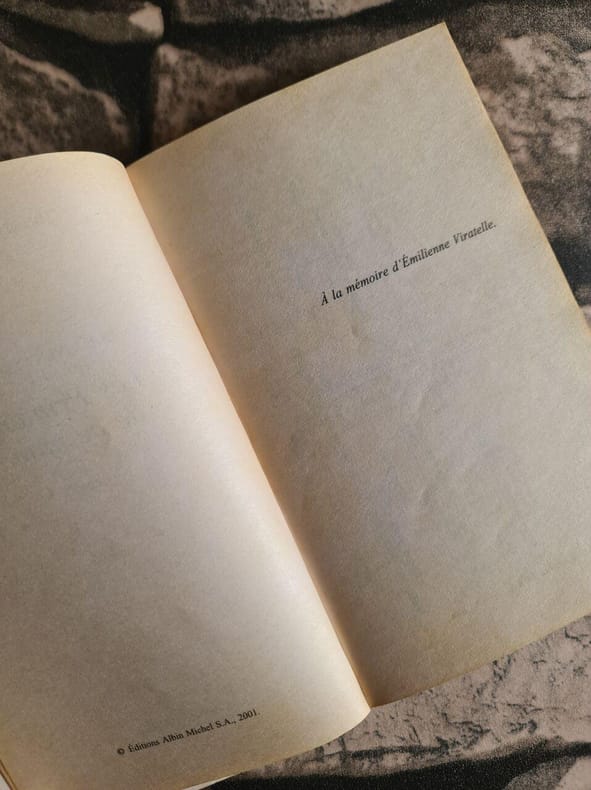 © Éditions Albin Michel S.A., 2001.
À la mémoire d'Émilienne Viratelle.